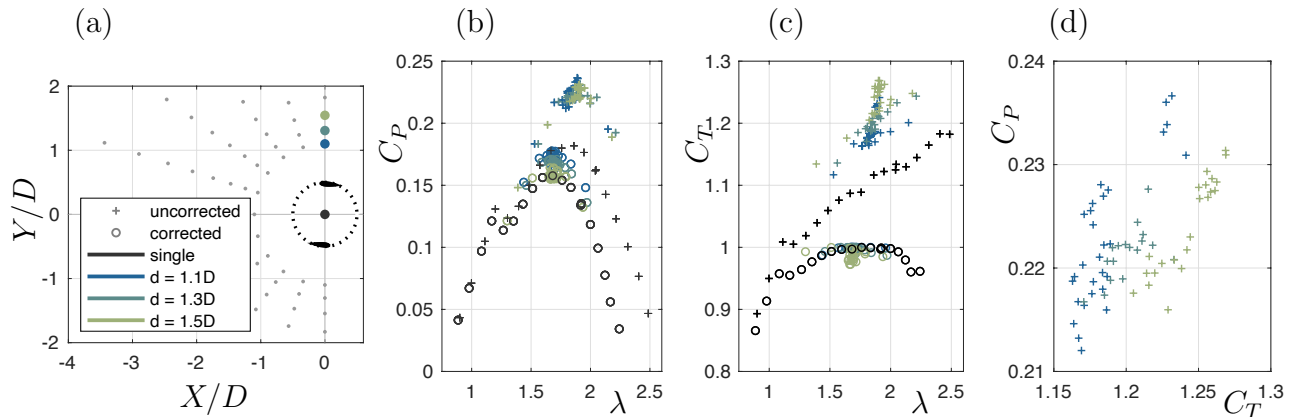 (a)
(b)
(c)
(d)
2
1
0
-1
-2
-4
-3
-2
-1
0
Y/D
X/D
uncorrected
corrected
single
d = 1.1D
d = 1.3D
d = 1.5D
0.25
0.2
0.15
0.1
0.05
0
1
1.5
2
2.5
C_P
λ
1.3
1.2
1.1
1
0.9
0.8
1
1.5
2
2.5
C_T
λ
0.24
0.23
0.22
0.21
1.15
1.2
1.25
1.3
C_P
C_T